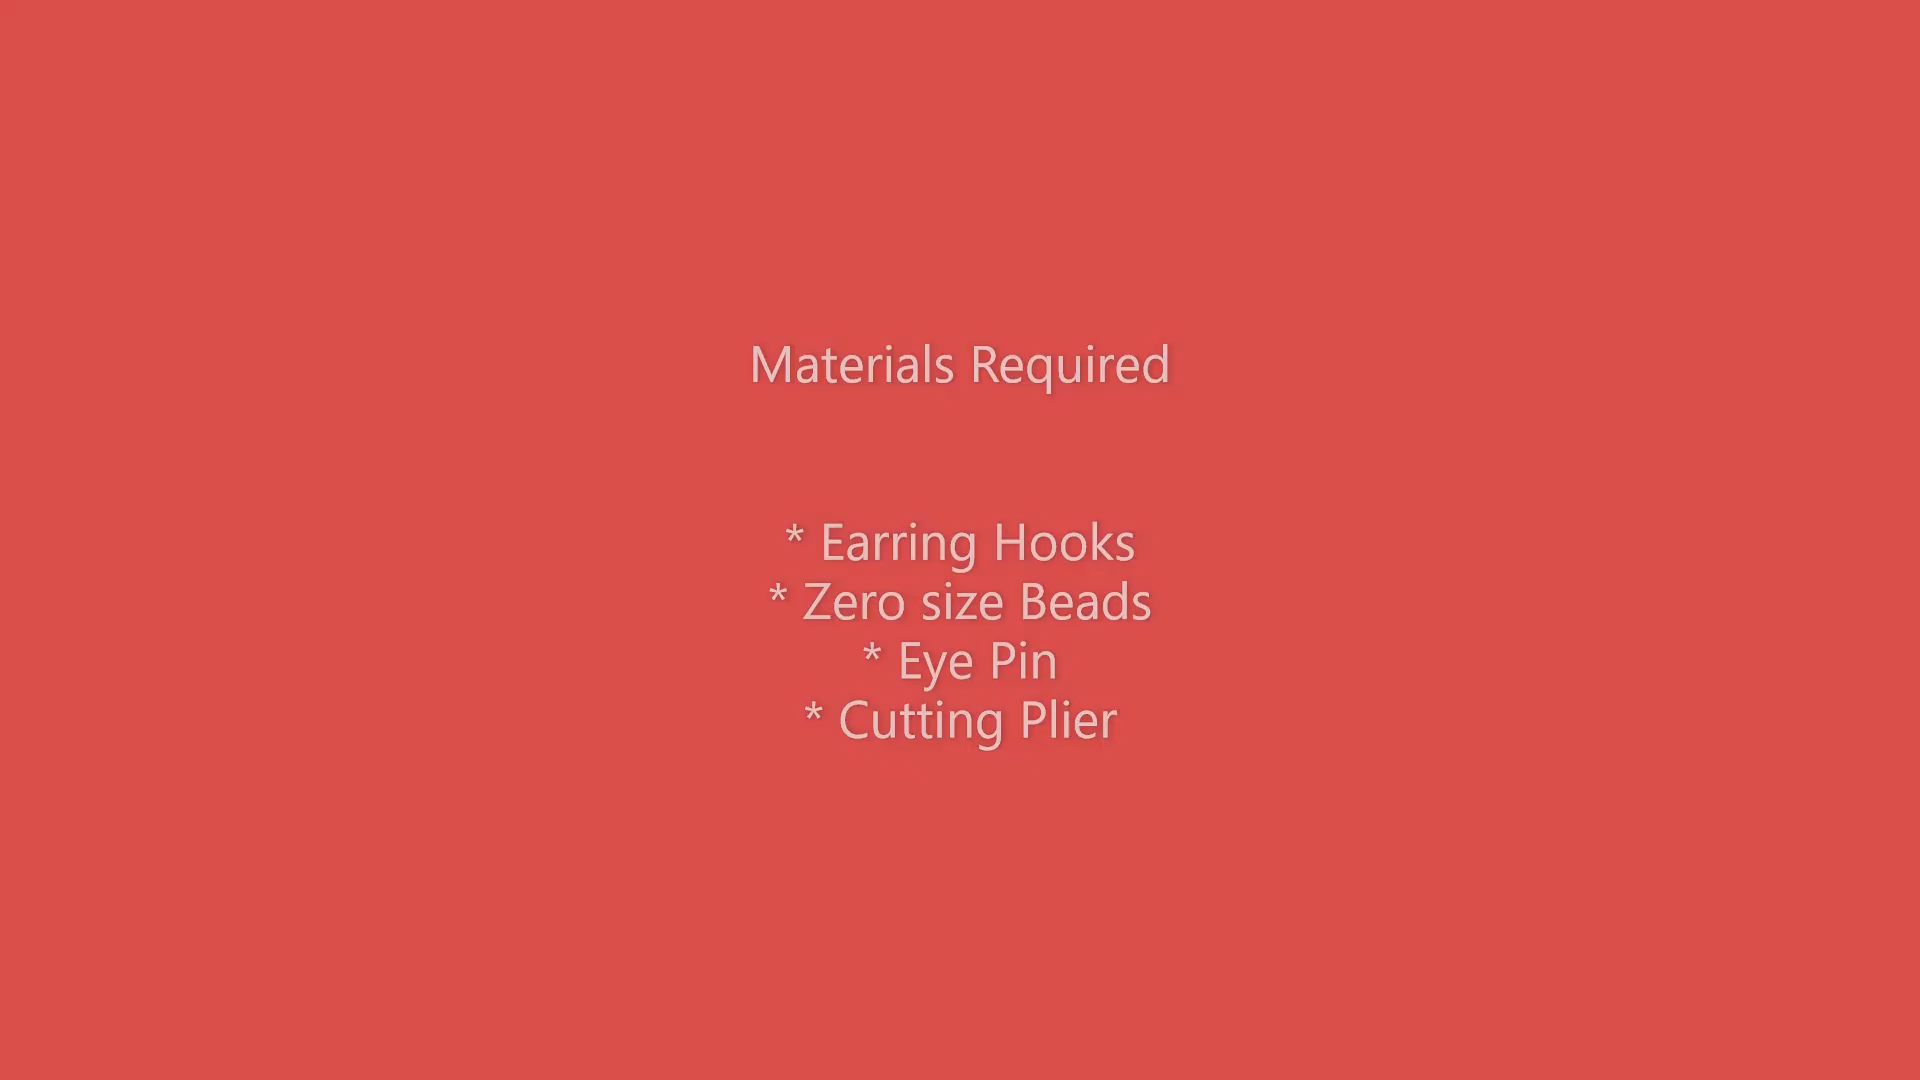 Materials Required
* Earring Hooks
* Zero size Beads
* Eye Pin
* Cutting Plier